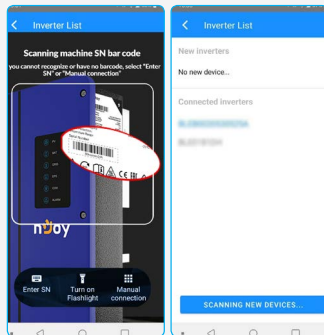 Inverter List
Scanning machine SN bar code
you cannot recognize or have no barcode, select "Enter
SN" or "Manual connection"
nJoy
Enter SN
Turn on
Flashlight
Manual
connection
Inverter List
New inverters
No new device...
Connected inverters
SCANNING NEW DEVICES...